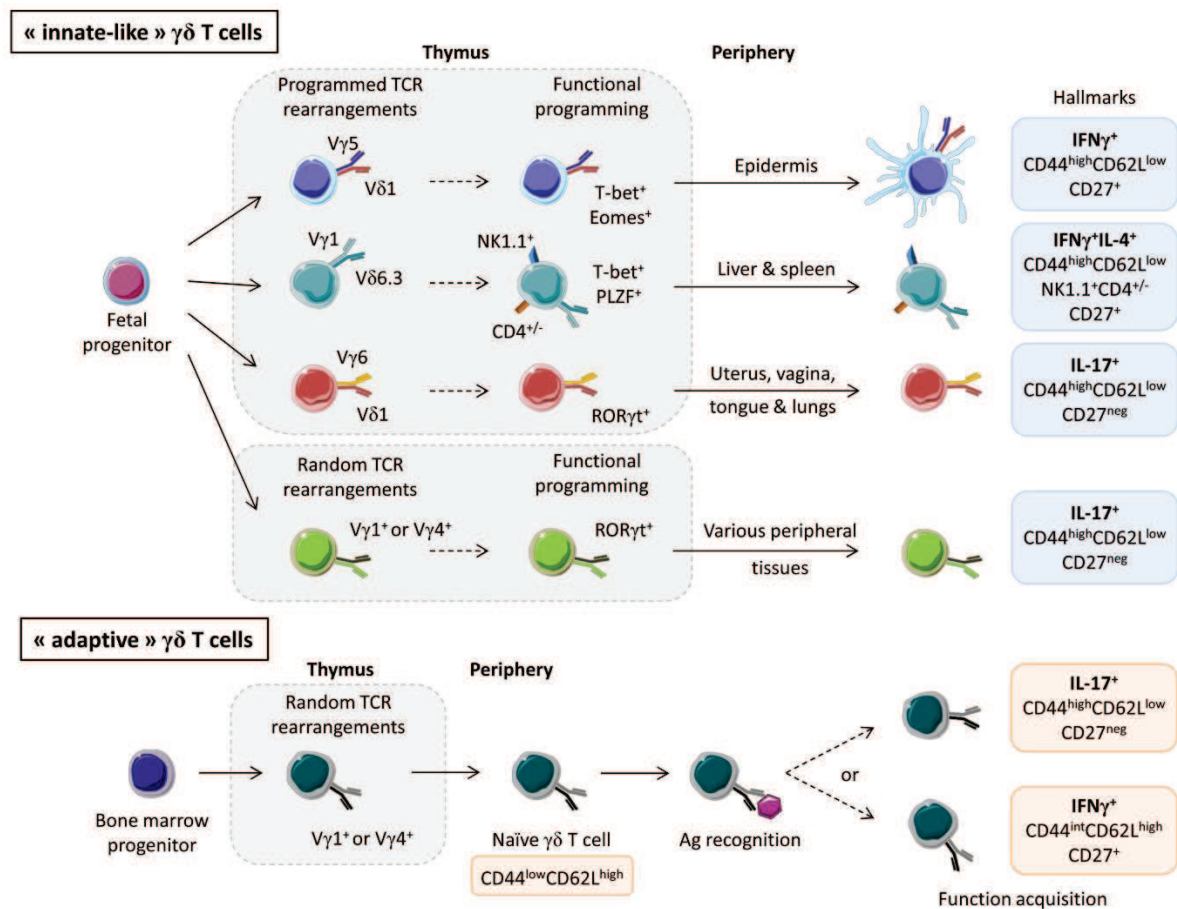 « innate-like » γδ T cells
Thymus
Periphery
Programmed TCR
rearrangements
Functional
programming
Hallmarks
Vγ5
Vδ1
T-bet⁺
Eomes⁺
Epidermis
IFNγ⁺
CD44ʰⁱᵍʰCD62Lˡᵒʷ
CD27⁺
Fetal
progenitor
Vγ1
Vδ6.3
NK1.1⁺
CD4⁺/⁻
T-bet⁺
PLZF⁺
Liver & spleen
IFNγ⁺IL-4⁺
CD44ʰⁱᵍʰCD62Lˡᵒʷ
NK1.1⁺CD4⁺/⁻
CD27⁺
Vγ6
Vδ1
RORγt⁺
Uterus, vagina,
tongue & lungs
IL-17⁺
CD44ʰⁱᵍʰCD62Lˡᵒʷ
CD27ⁿᵉᵍ
Random TCR
rearrangements
Functional
programming
Vγ1⁺ or Vγ4⁺
RORγt⁺
Various peripheral
tissues
IL-17⁺
CD44ʰⁱᵍʰCD62Lˡᵒʷ
CD27ⁿᵉᵍ
« adaptive » γδ T cells
Thymus
Periphery
Random TCR
rearrangements
Bone marrow
progenitor
Vγ1⁺ or Vγ4⁺
Naïve γδ T cell
CD44ˡᵒʷCD62Lʰⁱᵍʰ
Ag recognition
or
IL-17⁺
CD44ʰⁱᵍʰCD62Lˡᵒʷ
CD27ⁿᵉᵍ
IFNγ⁺
CD44ⁱⁿᵗCD62Lʰⁱᵍʰ
CD27⁺
Function acquisition